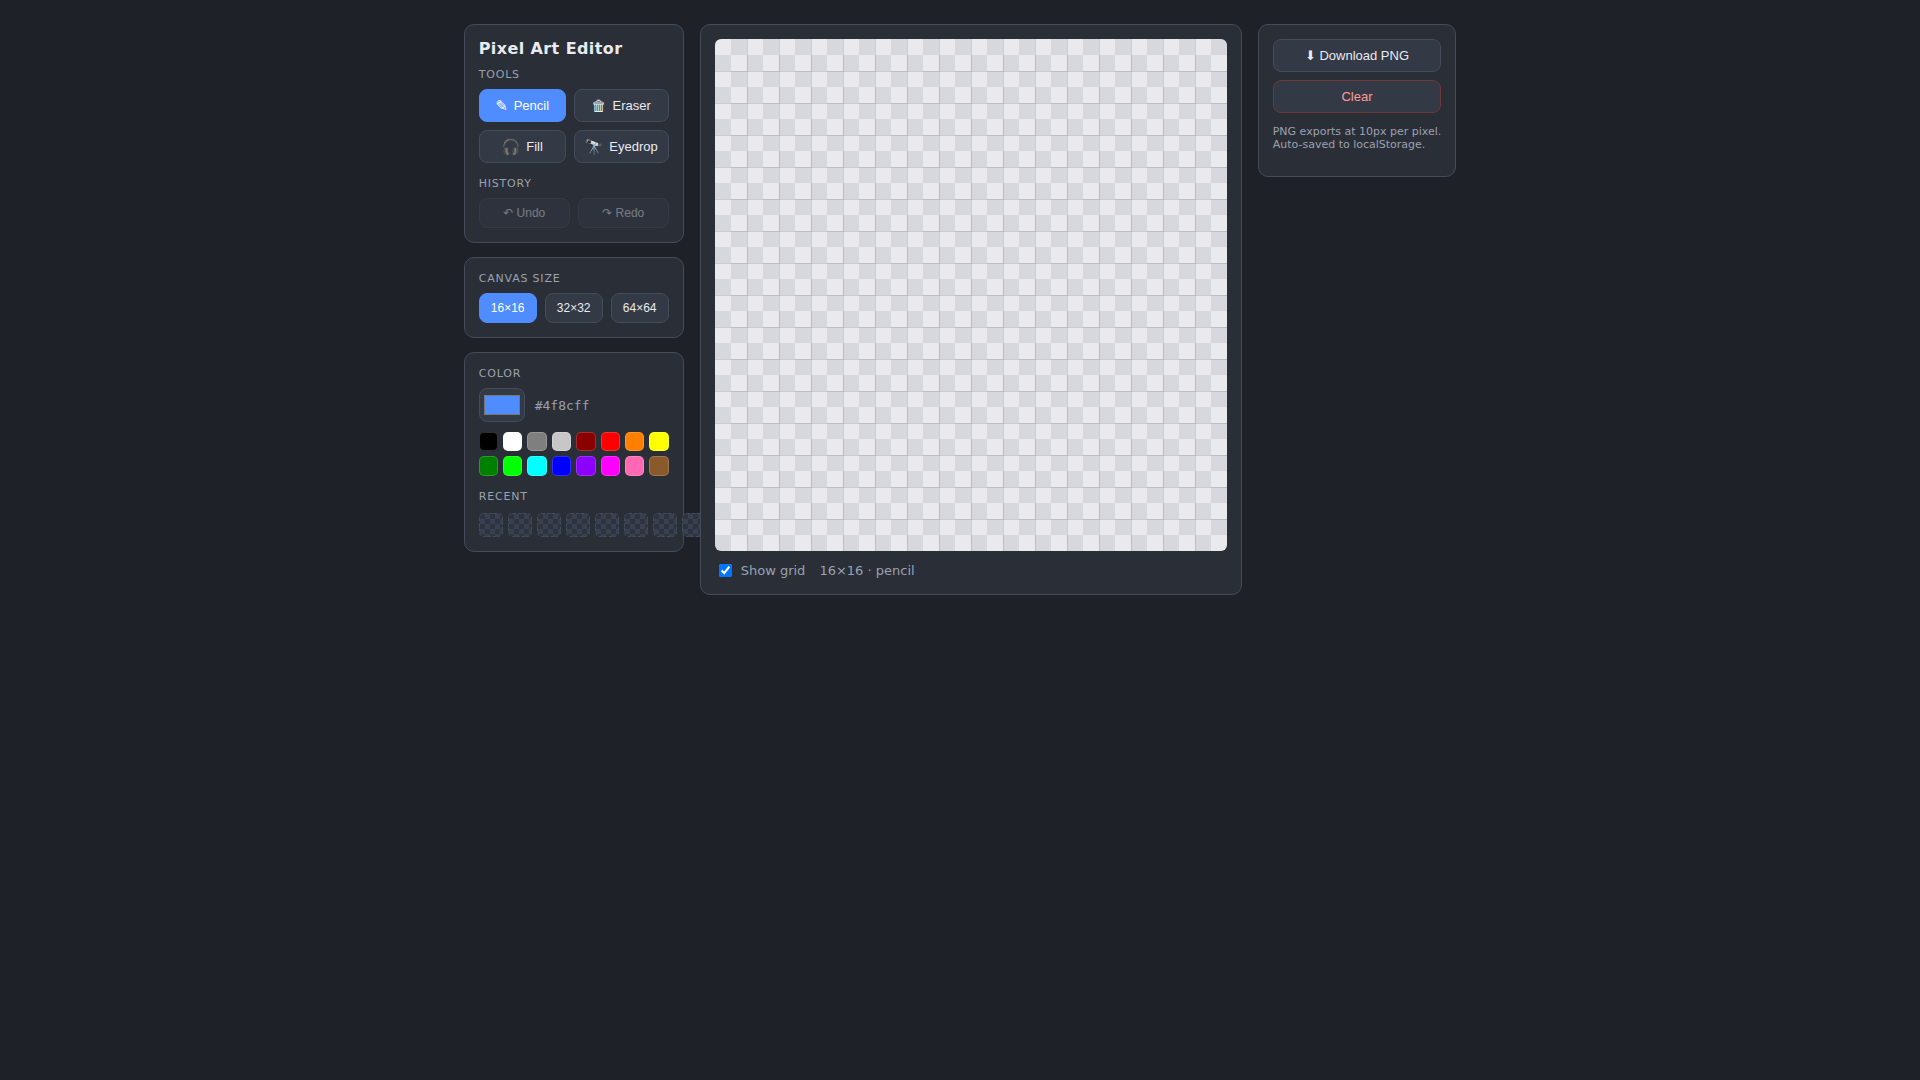 Pixel Art Editor
TOOLS
✎ Pencil
🗑 Eraser
🎧 Fill
🔭 Eyedrop
HISTORY
↶ Undo
↷ Redo
CANVAS SIZE
16×16
32×32
64×64
COLOR
#4f8cff
RECENT
Show grid
16×16 · pencil
⬇ Download PNG
Clear
PNG exports at 10px per pixel.
Auto-saved to localStorage.